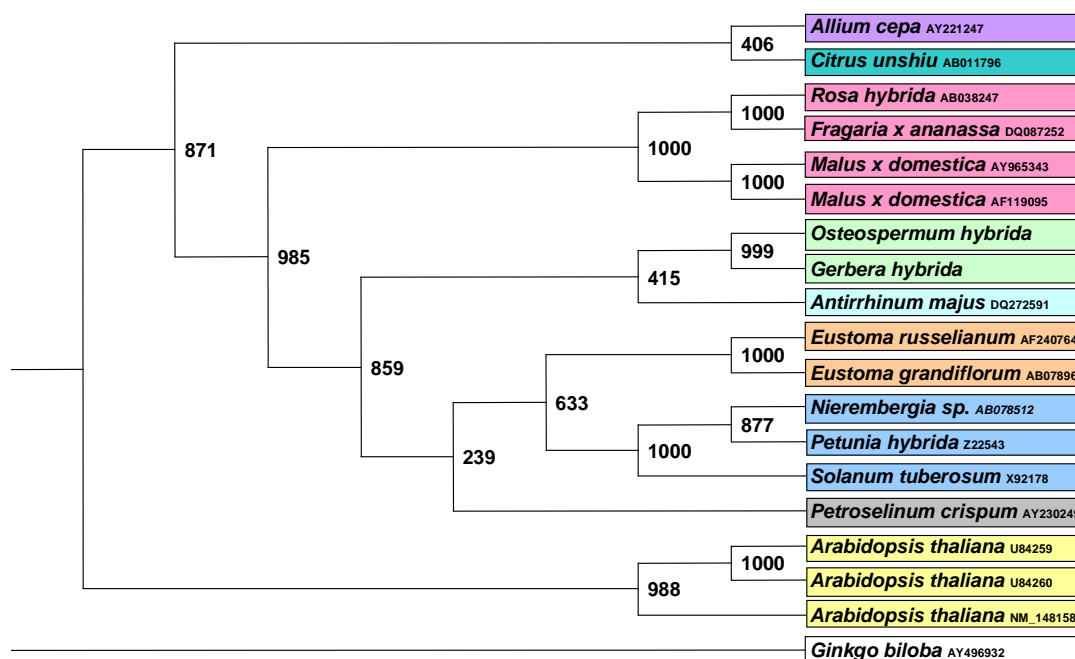 Allium cepa AY221247
406
Citrus unshiu AB011796
Rosa hybrida AB038247
1000
Fragaria x ananassa DQ087252
871
1000
Malus x domestica AY965343
1000
Malus x domestica AF119095
Osteospermum hybrida
999
985
Gerbera hybrida
415
Antirrhinum majus DQ272591
Eustoma russelianum AF240764
1000
859
Eustoma grandiflorum AB07896
633
Nierembergia sp. AB078512
877
Petunia hybrida Z22543
239
1000
Solanum tuberosum X92178
Petroselinum crispum AY230249
Arabidopsis thaliana U84259
1000
Arabidopsis thaliana U84260
988
Arabidopsis thaliana NM_148158
Ginkgo biloba AY496932